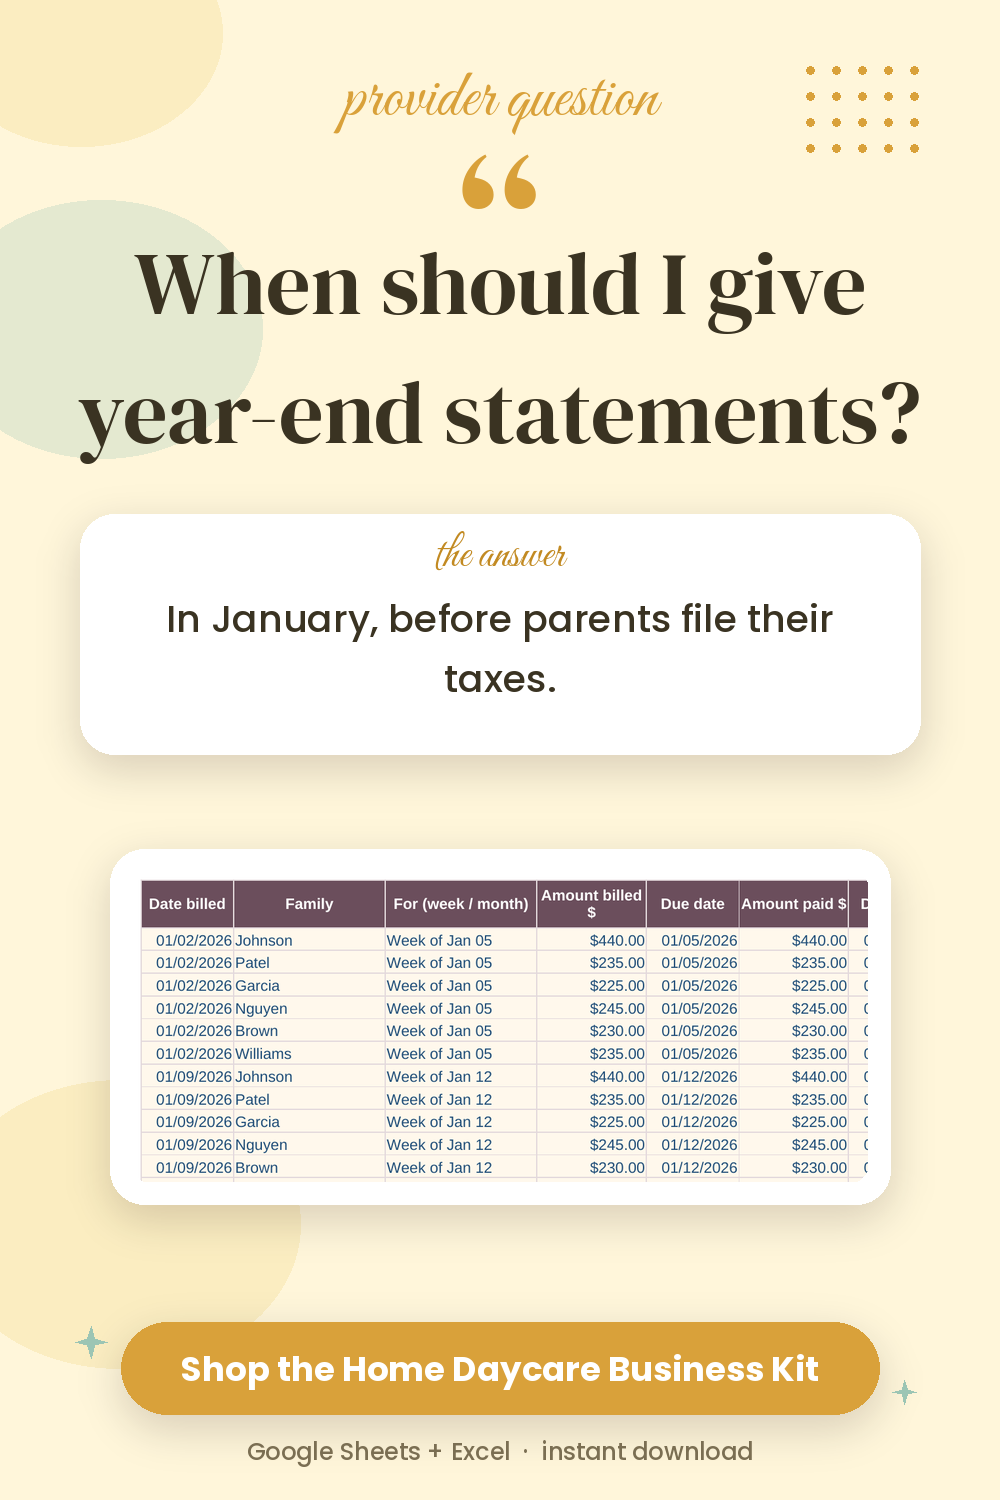 provider question
“
When should I give
year-end statements?
the answer
In January, before parents file their
taxes.
Date billed Family For (week / month) Amount billed $ Due date Amount paid $
01/02/2026 Johnson Week of Jan 05 $440.00 01/05/2026 $440.00
01/02/2026 Patel Week of Jan 05 $235.00 01/05/2026 $235.00
01/02/2026 Garcia Week of Jan 05 $225.00 01/05/2026 $225.00
01/02/2026 Nguyen Week of Jan 05 $245.00 01/05/2026 $245.00
01/02/2026 Brown Week of Jan 05 $230.00 01/05/2026 $230.00
01/02/2026 Williams Week of Jan 05 $235.00 01/05/2026 $235.00
01/09/2026 Johnson Week of Jan 12 $440.00 01/12/2026 $440.00
01/09/2026 Patel Week of Jan 12 $235.00 01/12/2026 $235.00
01/09/2026 Garcia Week of Jan 12 $225.00 01/12/2026 $225.00
01/09/2026 Nguyen Week of Jan 12 $245.00 01/12/2026 $245.00
01/09/2026 Brown Week of Jan 12 $230.00 01/12/2026 $230.00
Shop the Home Daycare Business Kit
Google Sheets + Excel · instant download